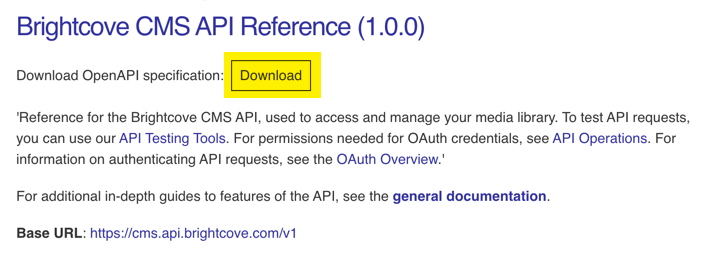 Brightcove CMS API Reference (1.0.0)
Download OpenAPI specification: Download
'Reference for the Brightcove CMS API, used to access and manage your media library. To test API requests,
you can use our API Testing Tools. For permissions needed for OAuth credentials, see API Operations. For
information on authenticating API requests, see the OAuth Overview.'
For additional in-depth guides to features of the API, see the general documentation.
Base URL: https://cms.api.brightcove.com/v1